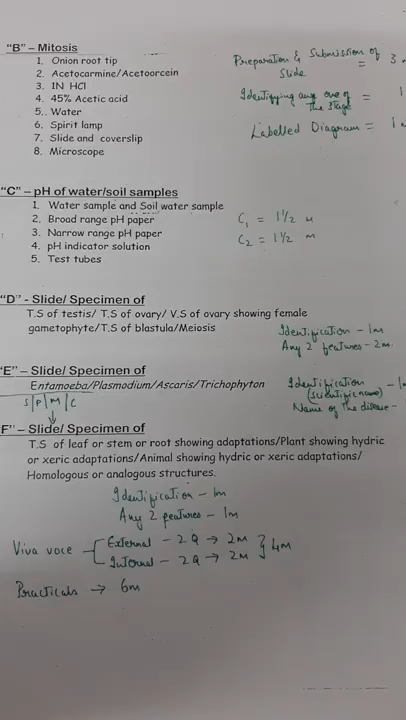 "B" – Mitosis
1. Onion root tip
2. Acetocarmine/Acetoorcein
3. IN HCl
4. 45% Acetic acid
5. Water
6. Spirit lamp
7. Slide and coverslip
8. Microscope
Preparation & Submission of Slide = 3
Identifying any one of the Stage = 1
Labelled Diagram = 1
"C" – pH of water/soil samples
1. Water sample and Soil water sample
2. Broad range pH paper
3. Narrow range pH paper
4. pH indicator solution
5. Test tubes
C₁ = 1½ M
C₂ = 1½ M
"D" - Slide/ Specimen of
T.S of testis/ T.S of ovary/ V.S of ovary showing female
gametophyte/T.S of blastula/Meiosis
Identification – 1m
Any 2 features – 2m
"E" – Slide/ Specimen of
Entamoeba/Plasmodium/Ascaris/Trichophyton
S|P|M|C
Identification – 1
(Scientific name)
Name of the disease –
F" – Slide/ Specimen of
T.S. of leaf or stem or root showing adaptations/Plant showing hydric
or xeric adaptations/Animal showing hydric or xeric adaptations/
Homologous or analogous structures.
Identification – 1m
Any 2 features – 1m
Viva voce External – 2Q → 2M
Internal – 2Q → 2M } 4M
Practicals → 6m